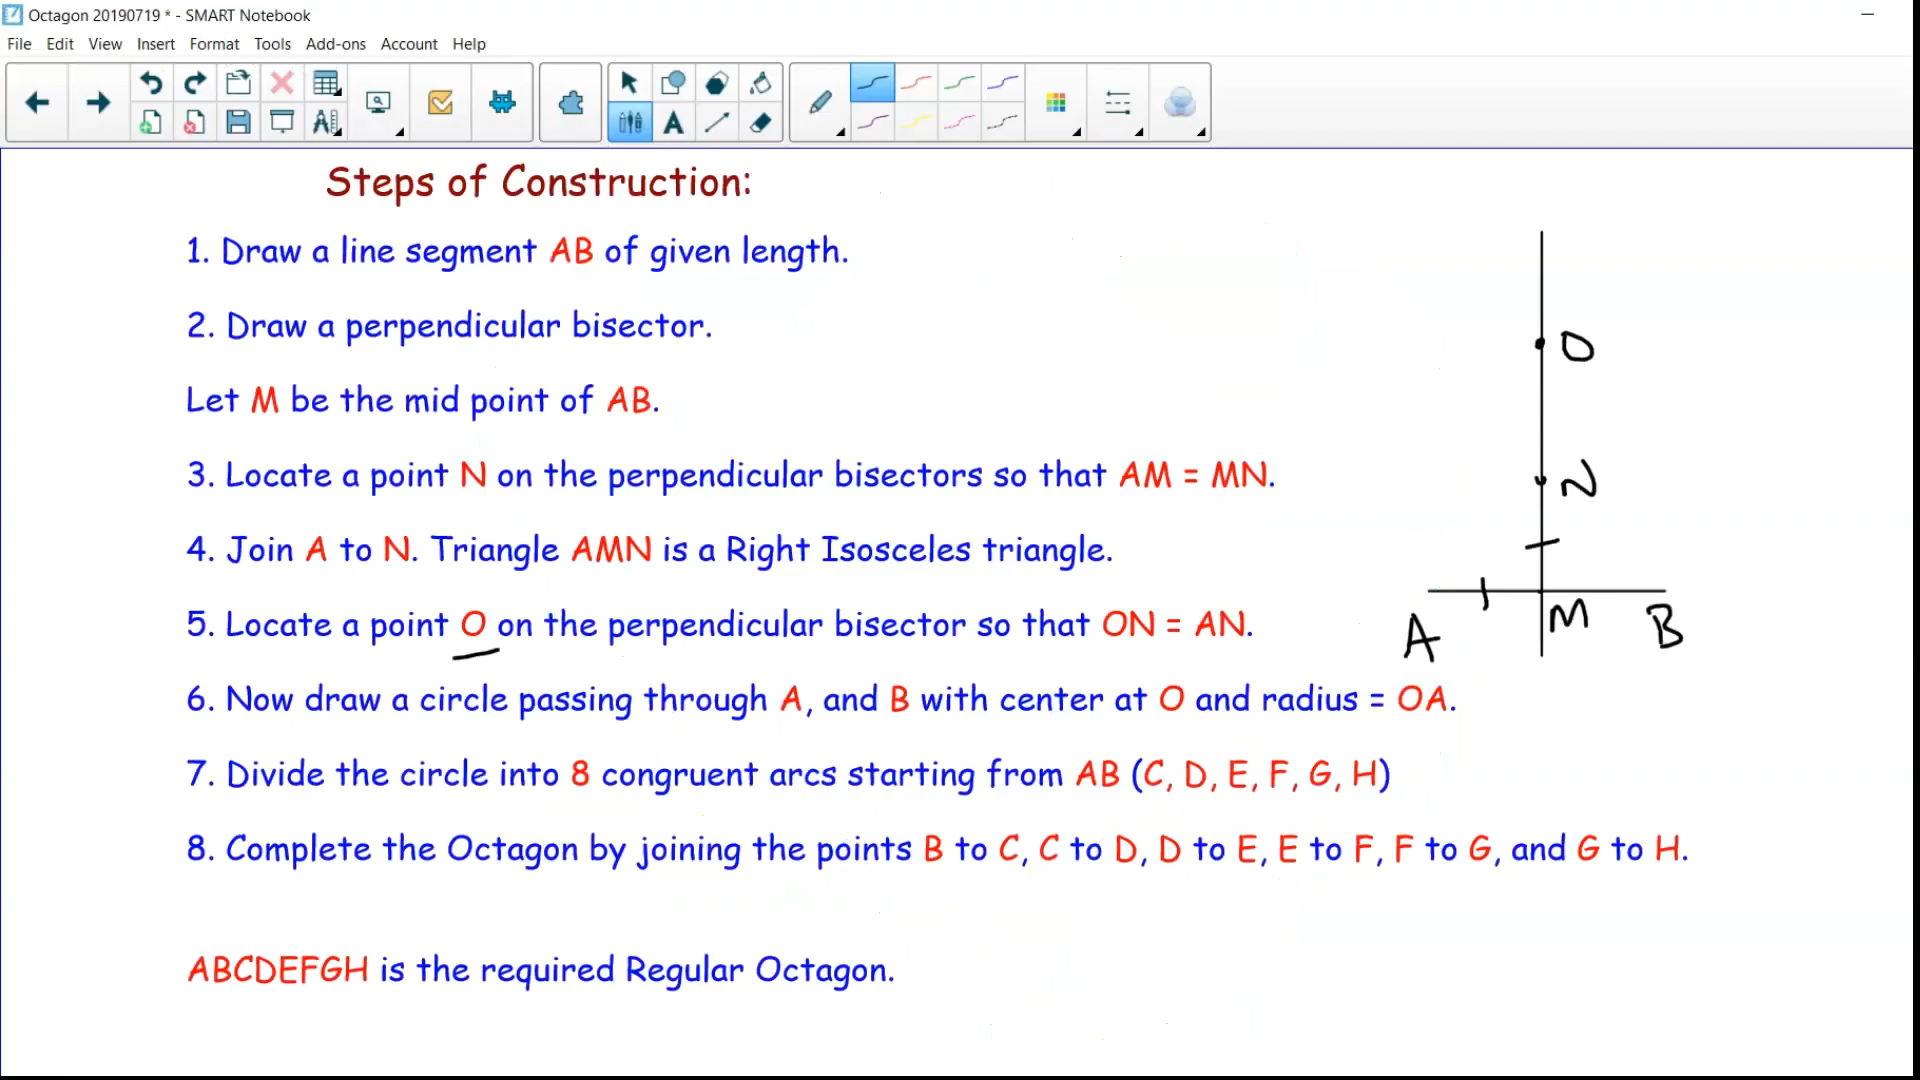 Octagon 20190719 * - SMART Notebook
File Edit View Insert Format Tools Add-ons Account Help
Steps of Construction:
1. Draw a line segment AB of given length.
2. Draw a perpendicular bisector.
Let M be the mid point of AB.
3. Locate a point N on the perpendicular bisectors so that AM = MN.
4. Join A to N. Triangle AMN is a Right Isosceles triangle.
5. Locate a point O on the perpendicular bisector so that ON = AN.
6. Now draw a circle passing through A, and B with center at O and radius = OA.
7. Divide the circle into 8 congruent arcs starting from AB (C, D, E, F, G, H)
8. Complete the Octagon by joining the points B to C, C to D, D to E, E to F, F to G, and G to H.
ABCDEFGH is the required Regular Octagon.
O
N
A M B